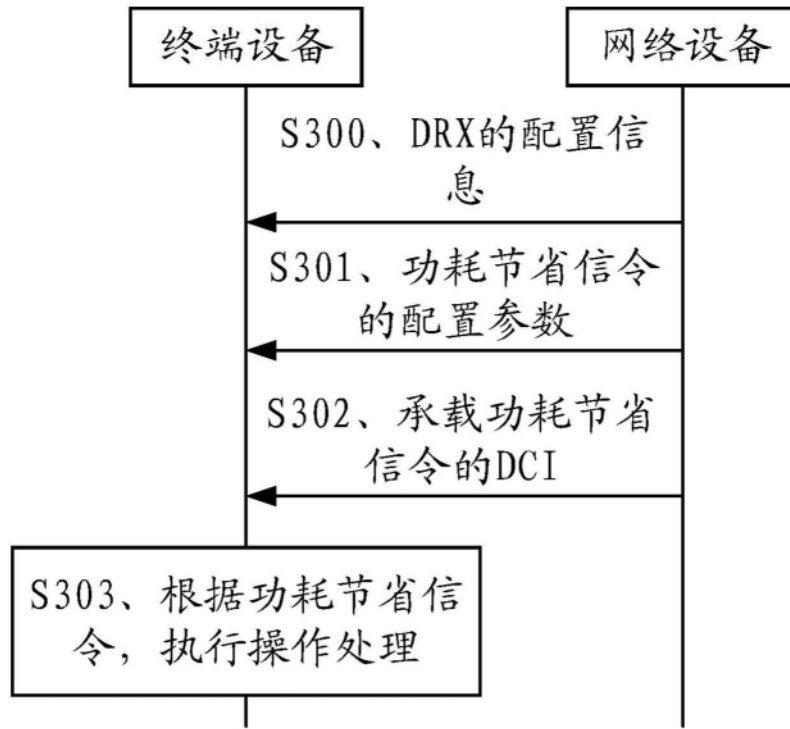 终端设备
网络设备
S300、DRX的配置信
息
S301、功耗节省信令
的配置参数
S302、承载功耗节省
信令的DCI
S303、根据功耗节省信
令，执行操作处理